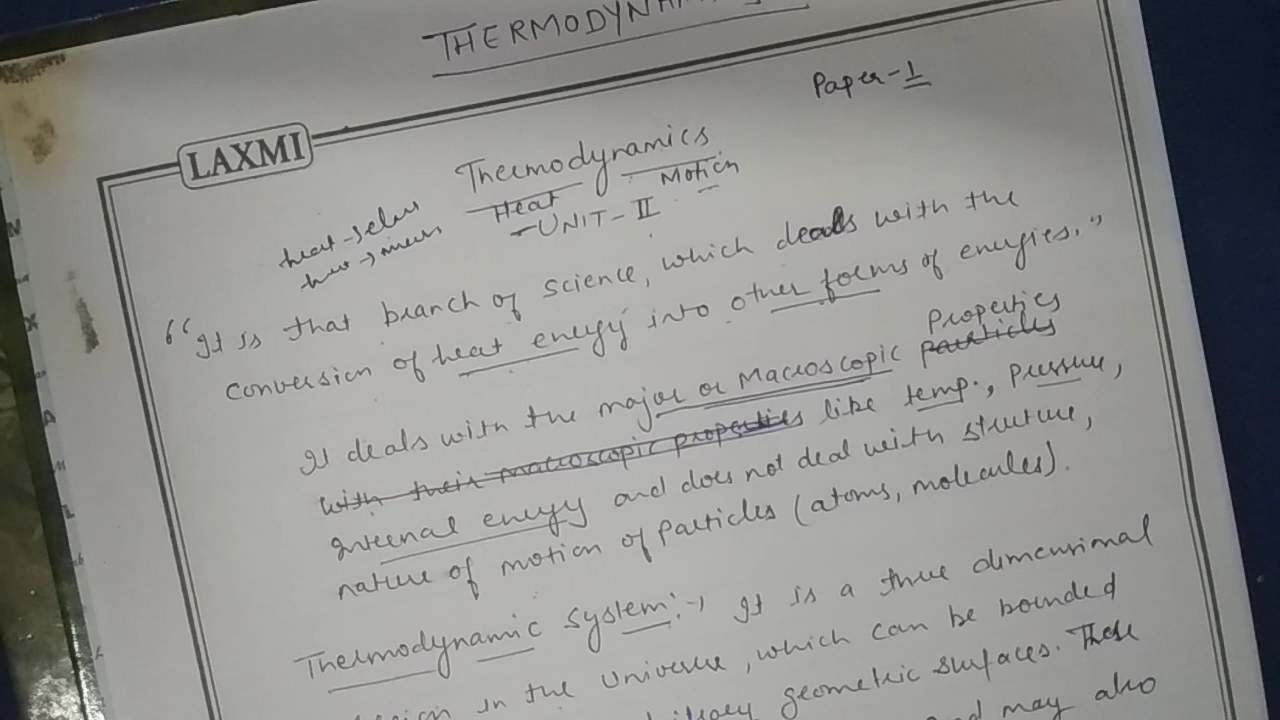 THERMODYNAMICS
Paper-1
LAXMI
Thermodynamics
Heat Motion
UNIT-II
"It is that branch of science, which deals with the
conversion of heat energy into other forms of energies."
It deals with the major or Macroscopic properties
particles
with their macroscopic properties like temp., pressure,
internal energy and does not deal with structure,
nature of motion of particles (atoms, molecules).
Thermodynamic system:→ It is a three dimensional
in the Universe, which can be bounded
geometric surfaces. These
may also